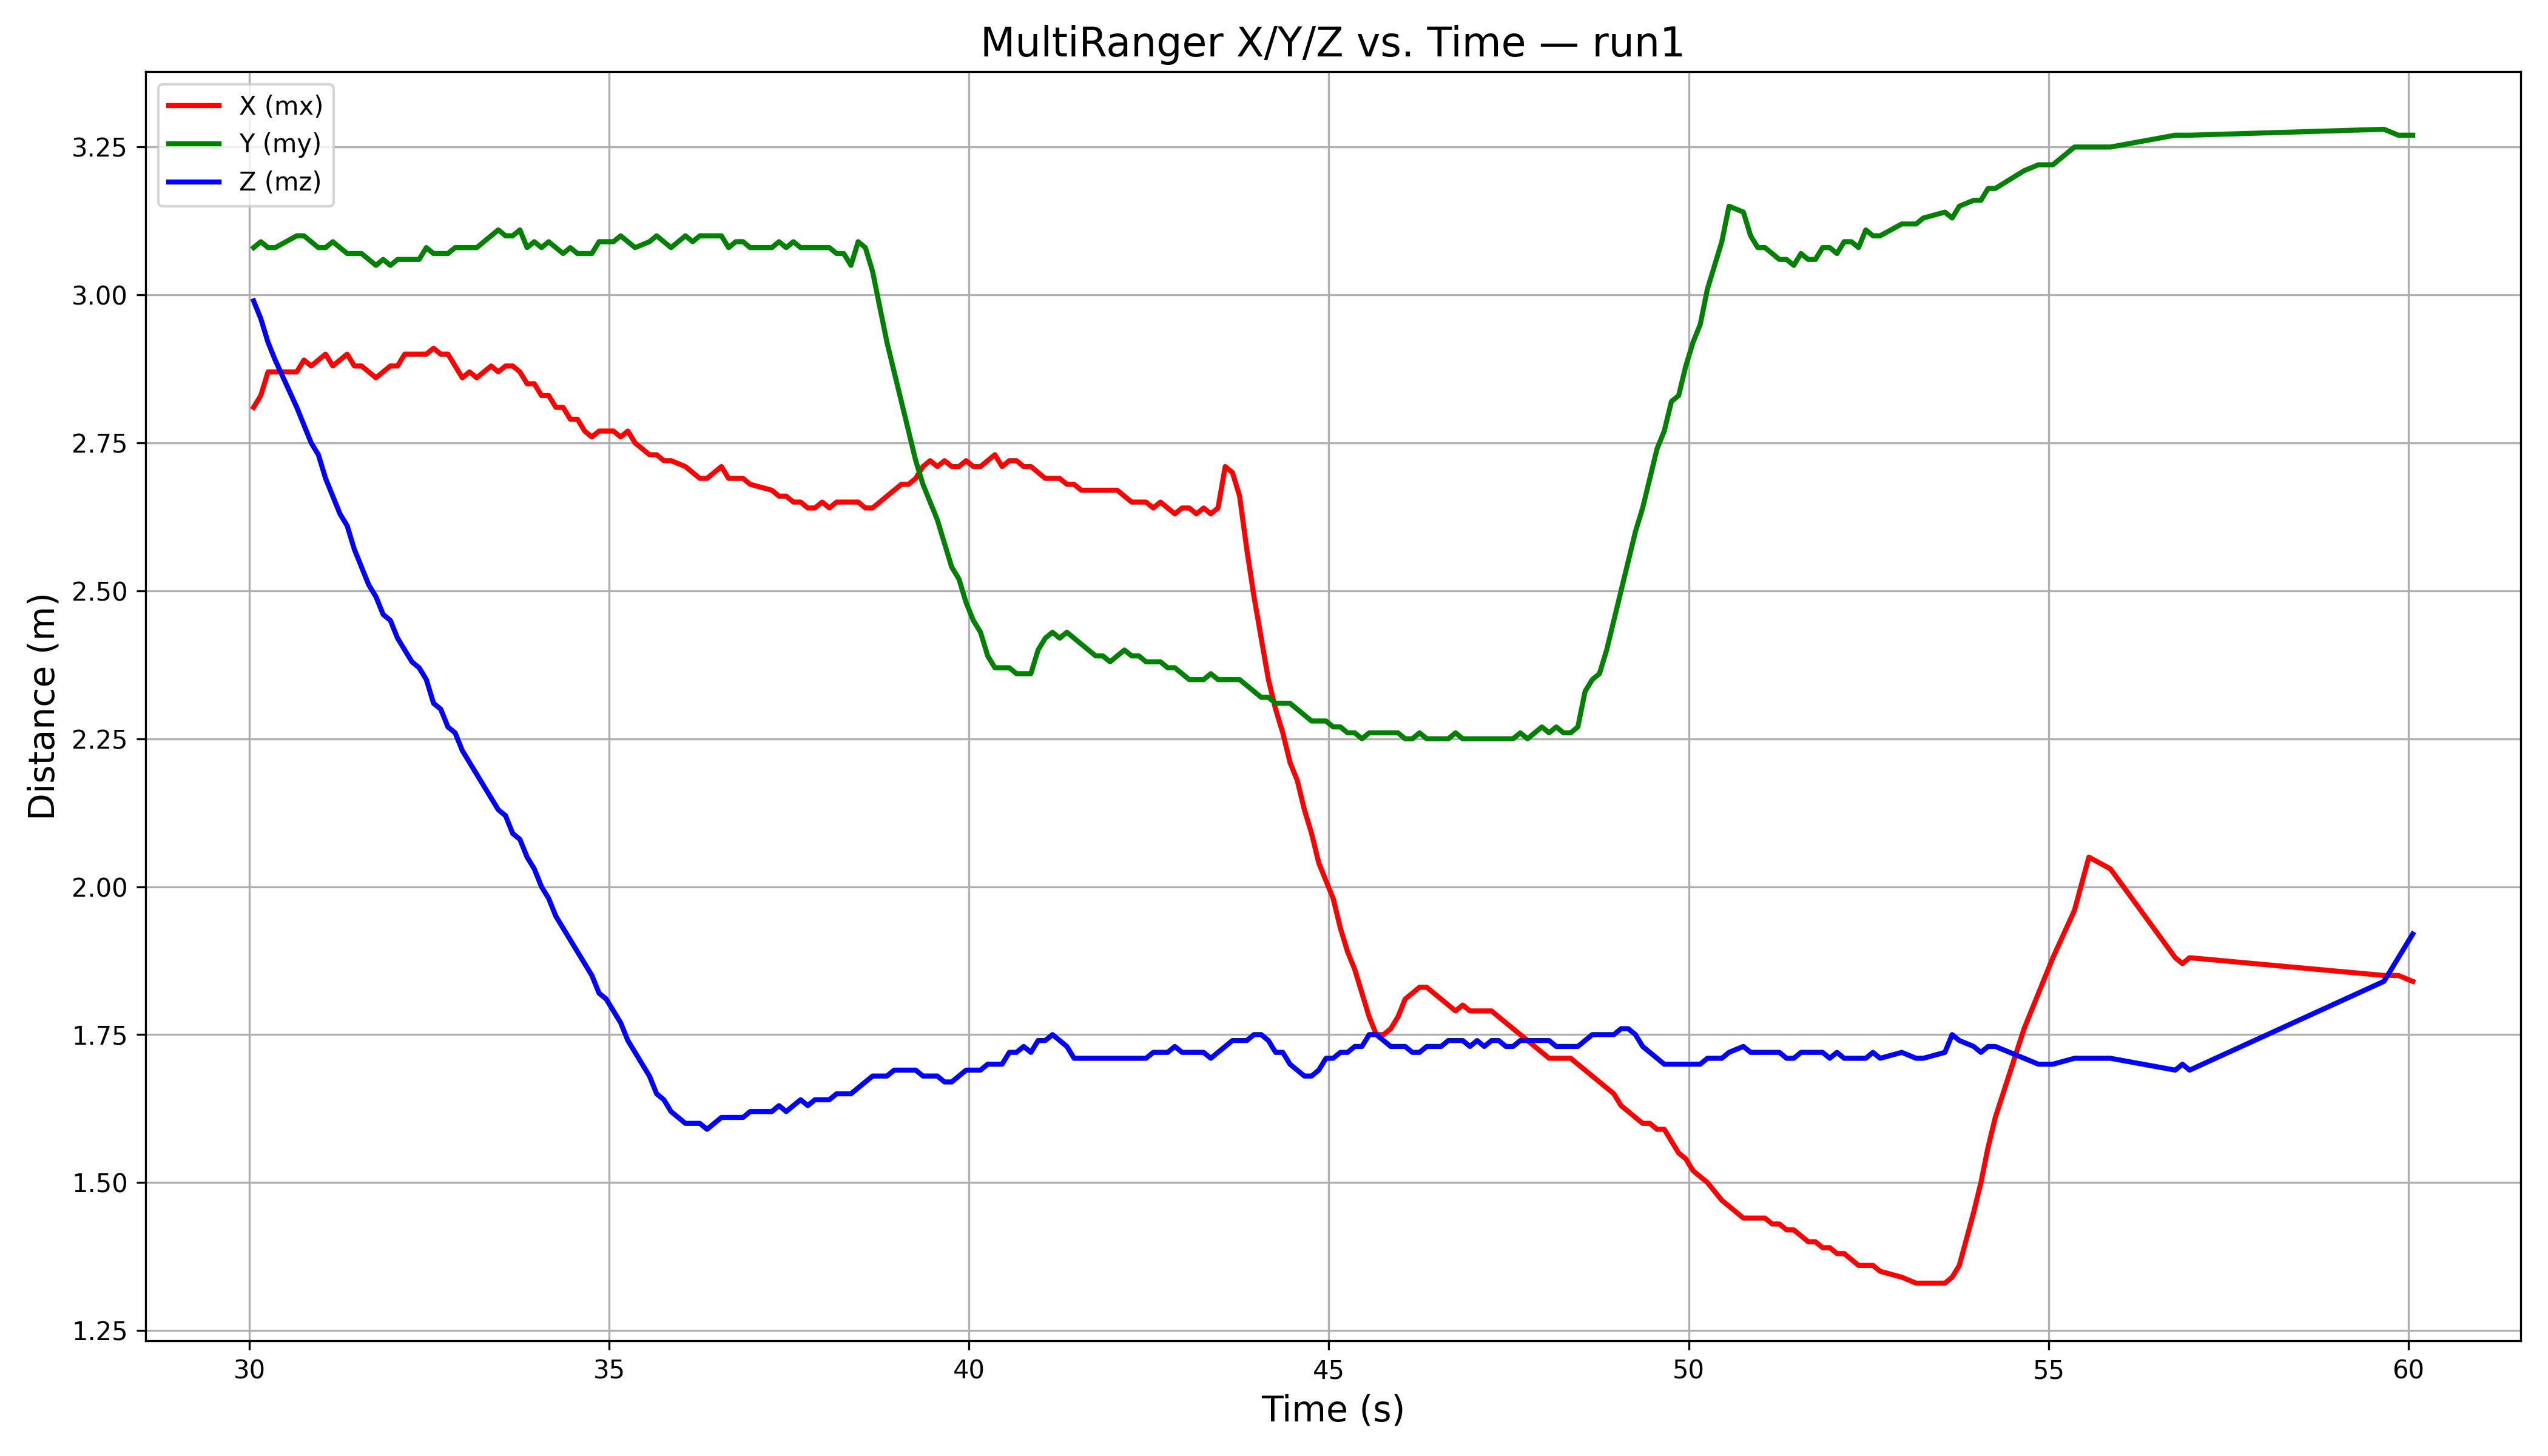 MultiRanger X/Y/Z vs. Time — run1
X (mx)
Y (my)
Z (mz)
Distance (m)
3.25
3.00
2.75
2.50
2.25
2.00
1.75
1.50
1.25
30 35 40 45 50 55 60
Time (s)